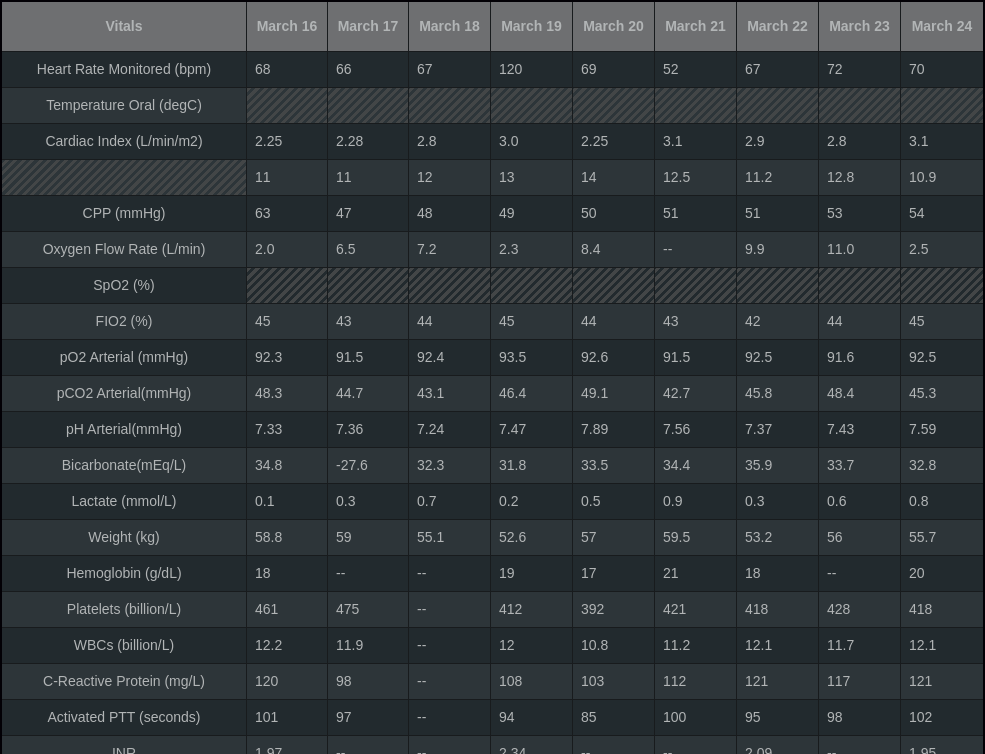 Vitals March 16 March 17 March 18 March 19 March 20 March 21 March 22 March 23 March 24
Heart Rate Monitored (bpm) 68 66 67 120 69 52 67 72 70
Temperature Oral (degC)
Cardiac Index (L/min/m2) 2.25 2.28 2.8 3.0 2.25 3.1 2.9 2.8 3.1
11 11 12 13 14 12.5 11.2 12.8 10.9
CPP (mmHg) 63 47 48 49 50 51 51 53 54
Oxygen Flow Rate (L/min) 2.0 6.5 7.2 2.3 8.4 -- 9.9 11.0 2.5
SpO2 (%)
FIO2 (%) 45 43 44 45 44 43 42 44 45
pO2 Arterial (mmHg) 92.3 91.5 92.4 93.5 92.6 91.5 92.5 91.6 92.5
pCO2 Arterial(mmHg) 48.3 44.7 43.1 46.4 49.1 42.7 45.8 48.4 45.3
pH Arterial(mmHg) 7.33 7.36 7.24 7.47 7.89 7.56 7.37 7.43 7.59
Bicarbonate(mEq/L) 34.8 -27.6 32.3 31.8 33.5 34.4 35.9 33.7 32.8
Lactate (mmol/L) 0.1 0.3 0.7 0.2 0.5 0.9 0.3 0.6 0.8
Weight (kg) 58.8 59 55.1 52.6 57 59.5 53.2 56 55.7
Hemoglobin (g/dL) 18 -- -- 19 17 21 18 -- 20
Platelets (billion/L) 461 475 -- 412 392 421 418 428 418
WBCs (billion/L) 12.2 11.9 -- 12 10.8 11.2 12.1 11.7 12.1
C-Reactive Protein (mg/L) 120 98 -- 108 103 112 121 117 121
Activated PTT (seconds) 101 97 -- 94 85 100 95 98 102
INR 1.97 -- -- 2.34 -- -- 2.09 -- 1.95